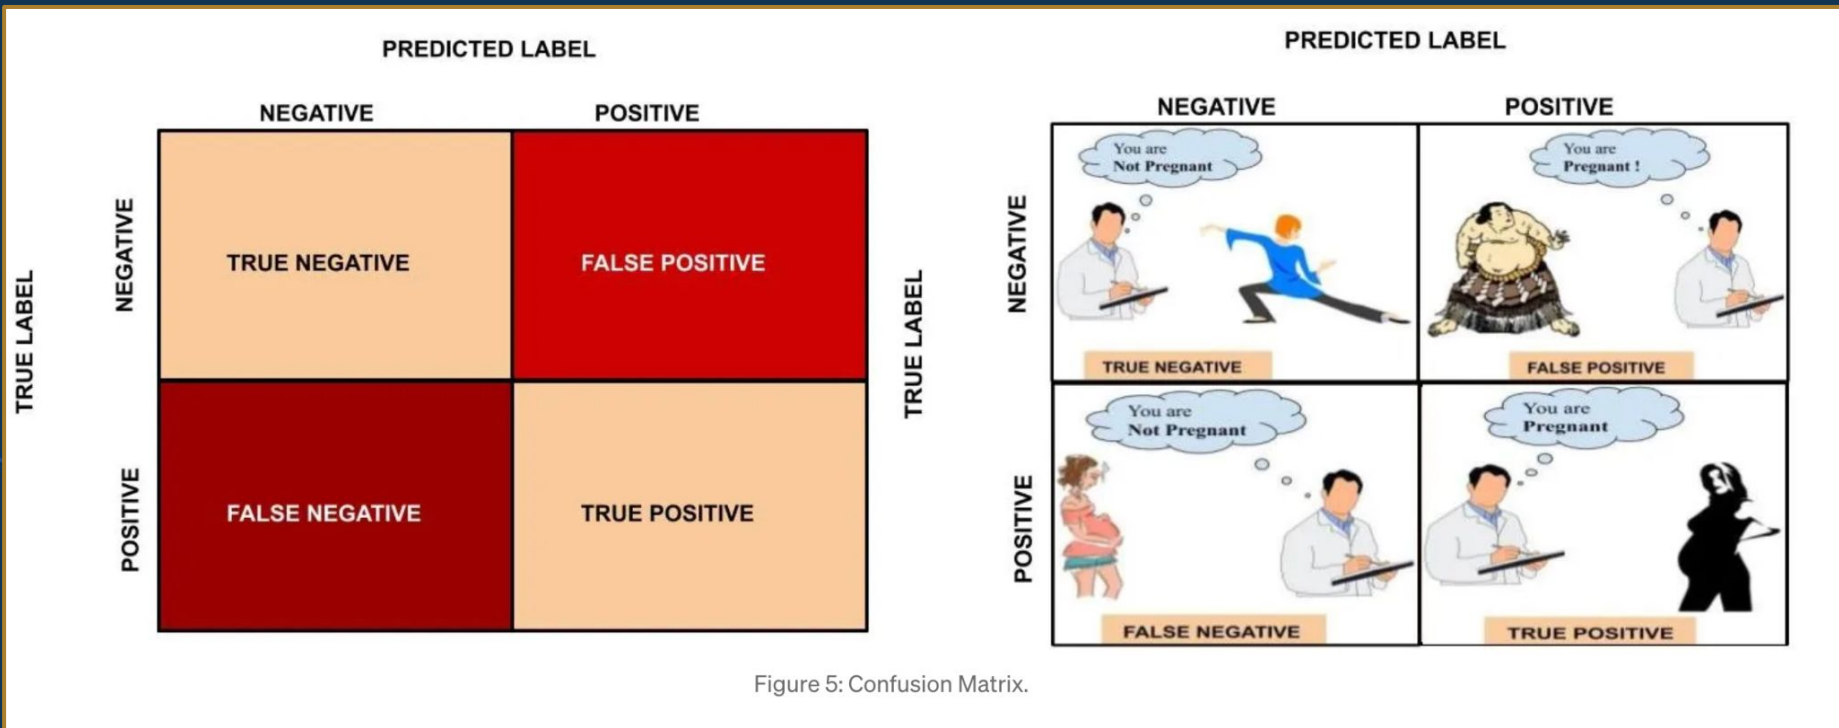 PREDICTED LABEL
NEGATIVE
POSITIVE
TRUE LABEL
NEGATIVE
POSITIVE
TRUE NEGATIVE
FALSE POSITIVE
FALSE NEGATIVE
TRUE POSITIVE
PREDICTED LABEL
NEGATIVE
POSITIVE
TRUE LABEL
NEGATIVE
POSITIVE
You are
Not Pregnant
TRUE NEGATIVE
You are
Pregnant !
FALSE POSITIVE
You are
Not Pregnant
FALSE NEGATIVE
You are
Pregnant
TRUE POSITIVE
Figure 5: Confusion Matrix.